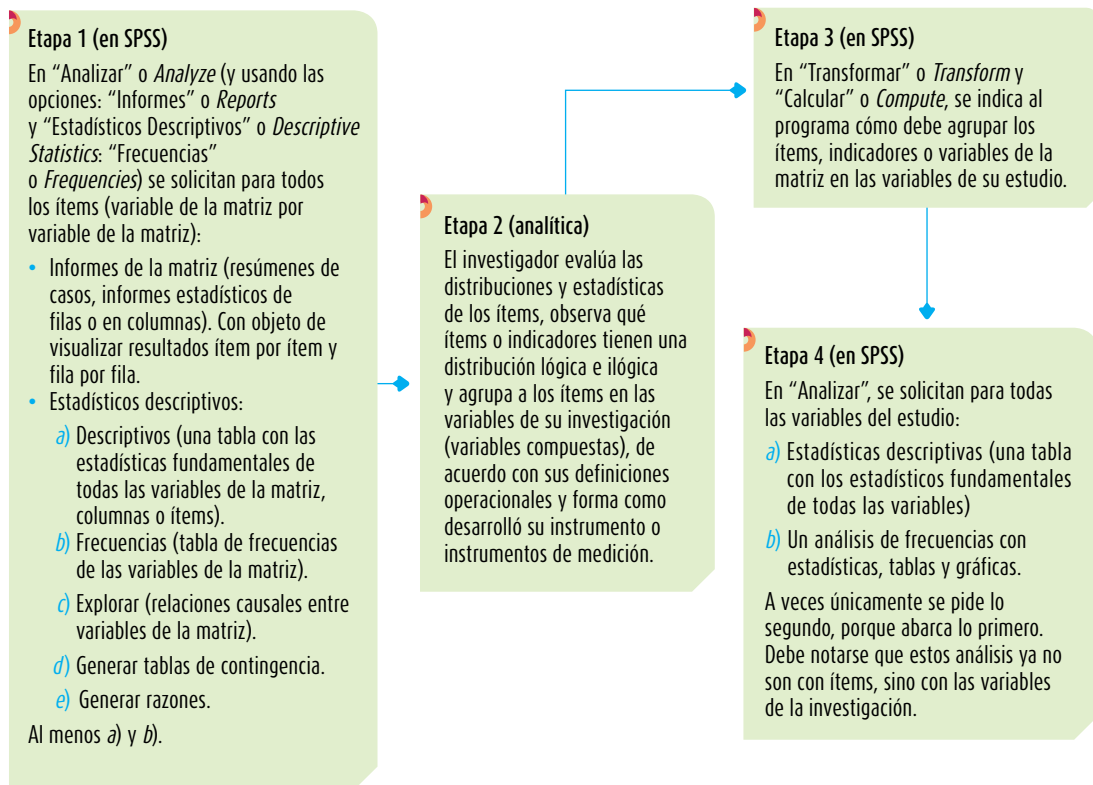 Etapa 1 (en SPSS)
En “Analizar” o Analyze (y usando las
opciones: “Informes” o Reports
y “Estadísticos Descriptivos” o Descriptive
Statistics: “Frecuencias”
o Frequencies) se solicitan para todos
los ítems (variable de la matriz por
variable de la matriz):
• Informes de la matriz (resúmenes de
casos, informes estadísticos de
filas o en columnas). Con objeto de
visualizar resultados ítem por ítem y
fila por fila.
• Estadísticos descriptivos:
a) Descriptivos (una tabla con las
estadísticas fundamentales de
todas las variables de la matriz,
columnas o ítems).
b) Frecuencias (tabla de frecuencias
de las variables de la matriz).
c) Explorar (relaciones causales entre
variables de la matriz).
d) Generar tablas de contingencia.
e) Generar razones.
Al menos a) y b).
Etapa 2 (analítica)
El investigador evalúa las
distribuciones y estadísticas
de los ítems, observa qué
ítems o indicadores tienen una
distribución lógica e ilógica
y agrupa a los ítems en las
variables de su investigación
(variables compuestas), de
acuerdo con sus definiciones
operacionales y forma como
desarrolló su instrumento o
instrumentos de medición.
Etapa 3 (en SPSS)
En “Transformar” o Transform y
“Calcular” o Compute, se indica al
programa cómo debe agrupar los
ítems, indicadores o variables de la
matriz en las variables de su estudio.
Etapa 4 (en SPSS)
En “Analizar”, se solicitan para todas
las variables del estudio:
a) Estadísticas descriptivas (una tabla
con los estadísticos fundamentales
de todas las variables)
b) Un análisis de frecuencias con
estadísticas, tablas y gráficas.
A veces únicamente se pide lo
segundo, porque abarca lo primero.
Debe notarse que estos análisis ya no
son con ítems, sino con las variables
de la investigación.